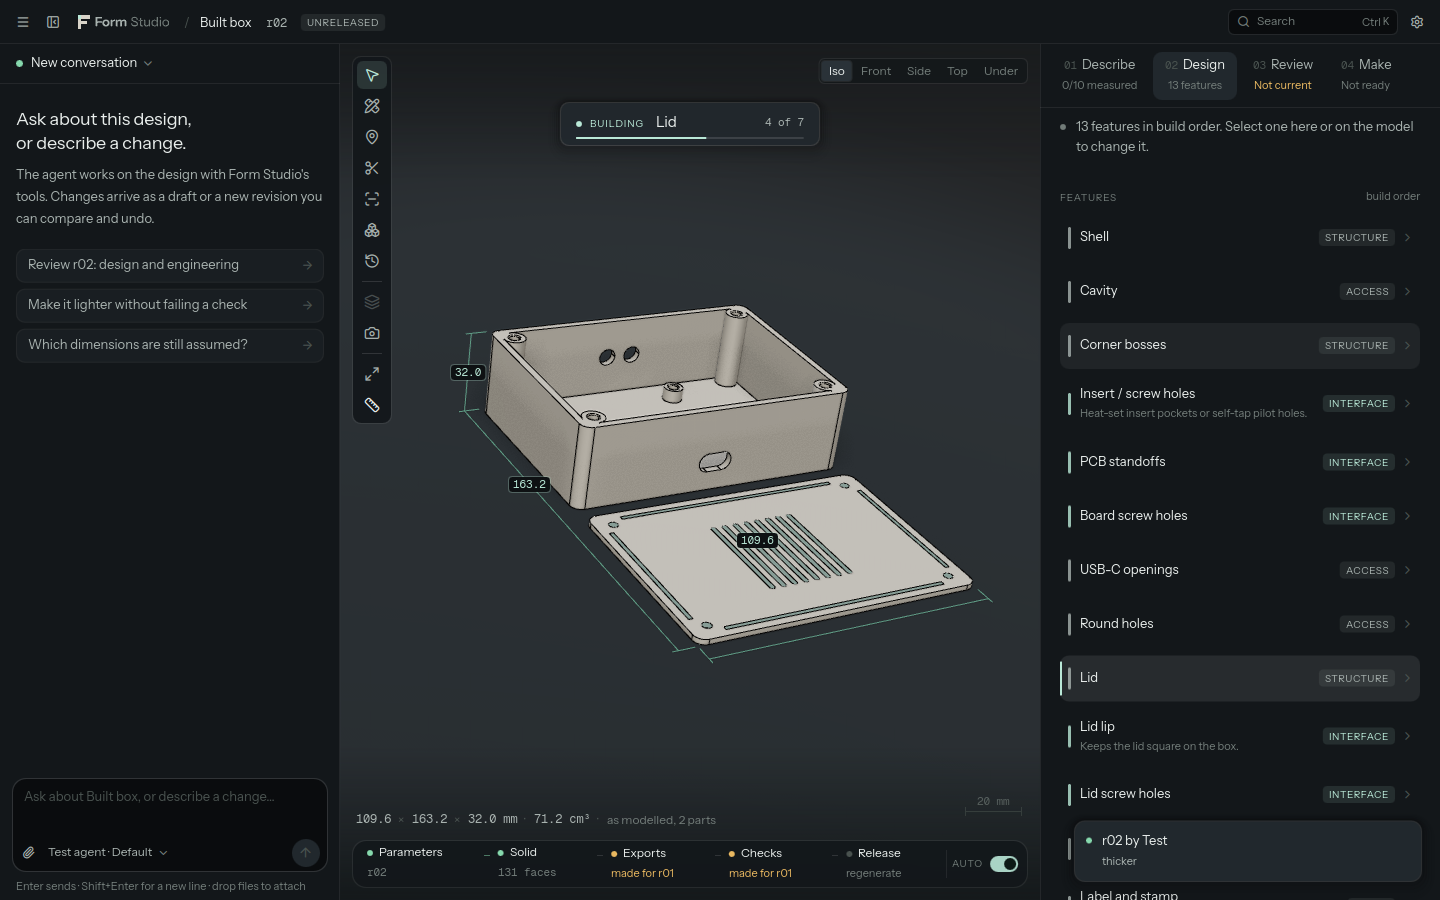 Form Studio / Built box r02 UNRELEASED
Search Ctrl K
New conversation
Ask about this design,
or describe a change.
The agent works on the design with Form Studio's
tools. Changes arrive as a draft or a new revision you
can compare and undo.
Review r02: design and engineering
Make it lighter without failing a check
Which dimensions are still assumed?
Ask about Built box, or describe a change...
Test agent · Default
Enter sends · Shift+Enter for a new line · drop files to attach
Iso Front Side Top Under
BUILDING Lid 4 of 7
32.0
163.2
109.6
20 mm
109.6 × 163.2 × 32.0 mm · 71.2 cm³ · as modelled, 2 parts
Parameters
r02
Solid
131 faces
Exports
made for r01
Checks
made for r01
Release
regenerate
AUTO
01 Describe
0/10 measured
02 Design
13 features
03 Review
Not current
04 Make
Not ready
13 features in build order. Select one here or on the model
to change it.
FEATURES build order
Shell STRUCTURE
Cavity ACCESS
Corner bosses STRUCTURE
Insert / screw holes INTERFACE
Heat-set insert pockets or self-tap pilot holes.
PCB standoffs INTERFACE
Board screw holes INTERFACE
USB-C openings ACCESS
Round holes ACCESS
Lid STRUCTURE
Lid lip INTERFACE
Keeps the lid square on the box.
Lid screw holes INTERFACE
r02 by Test
thicker
Label and stamp